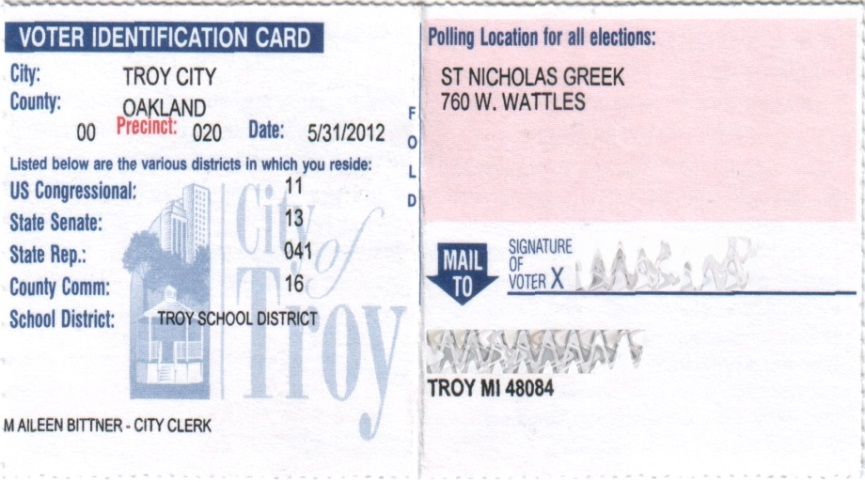 VOTER IDENTIFICATION CARD
City: TROY CITY
County: OAKLAND
00 Precinct: 020 Date: 5/31/2012
Listed below are the various districts in which you reside:
US Congressional: 11
State Senate: 13
State Rep.: 041
County Comm: 16
School District: TROY SCHOOL DISTRICT
City of Troy
M AILEEN BITTNER - CITY CLERK
FOLD
Polling Location for all elections:
ST NICHOLAS GREEK
760 W. WATTLES
MAIL TO
SIGNATURE
OF
VOTER X
TROY MI 48084